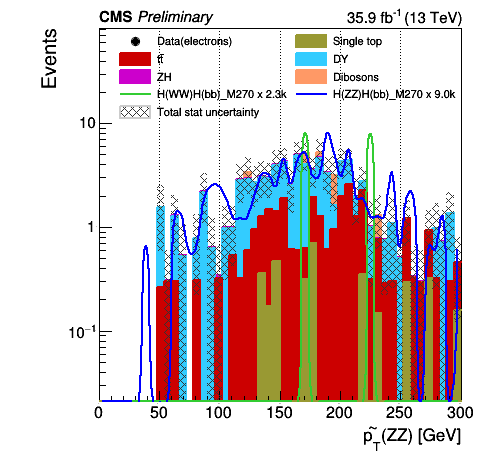 CMS Preliminary 35.9 fb⁻¹ (13 TeV)
Events
Data(electrons) Single top
tt̄ DY
ZH Dibosons
H(WW)H(bb)_M270 x 2.3k H(ZZ)H(bb)_M270 x 9.0k
Total stat uncertainty
10
1
10⁻¹
0 50 100 150 200 250 300
p̃_T(ZZ) [GeV]